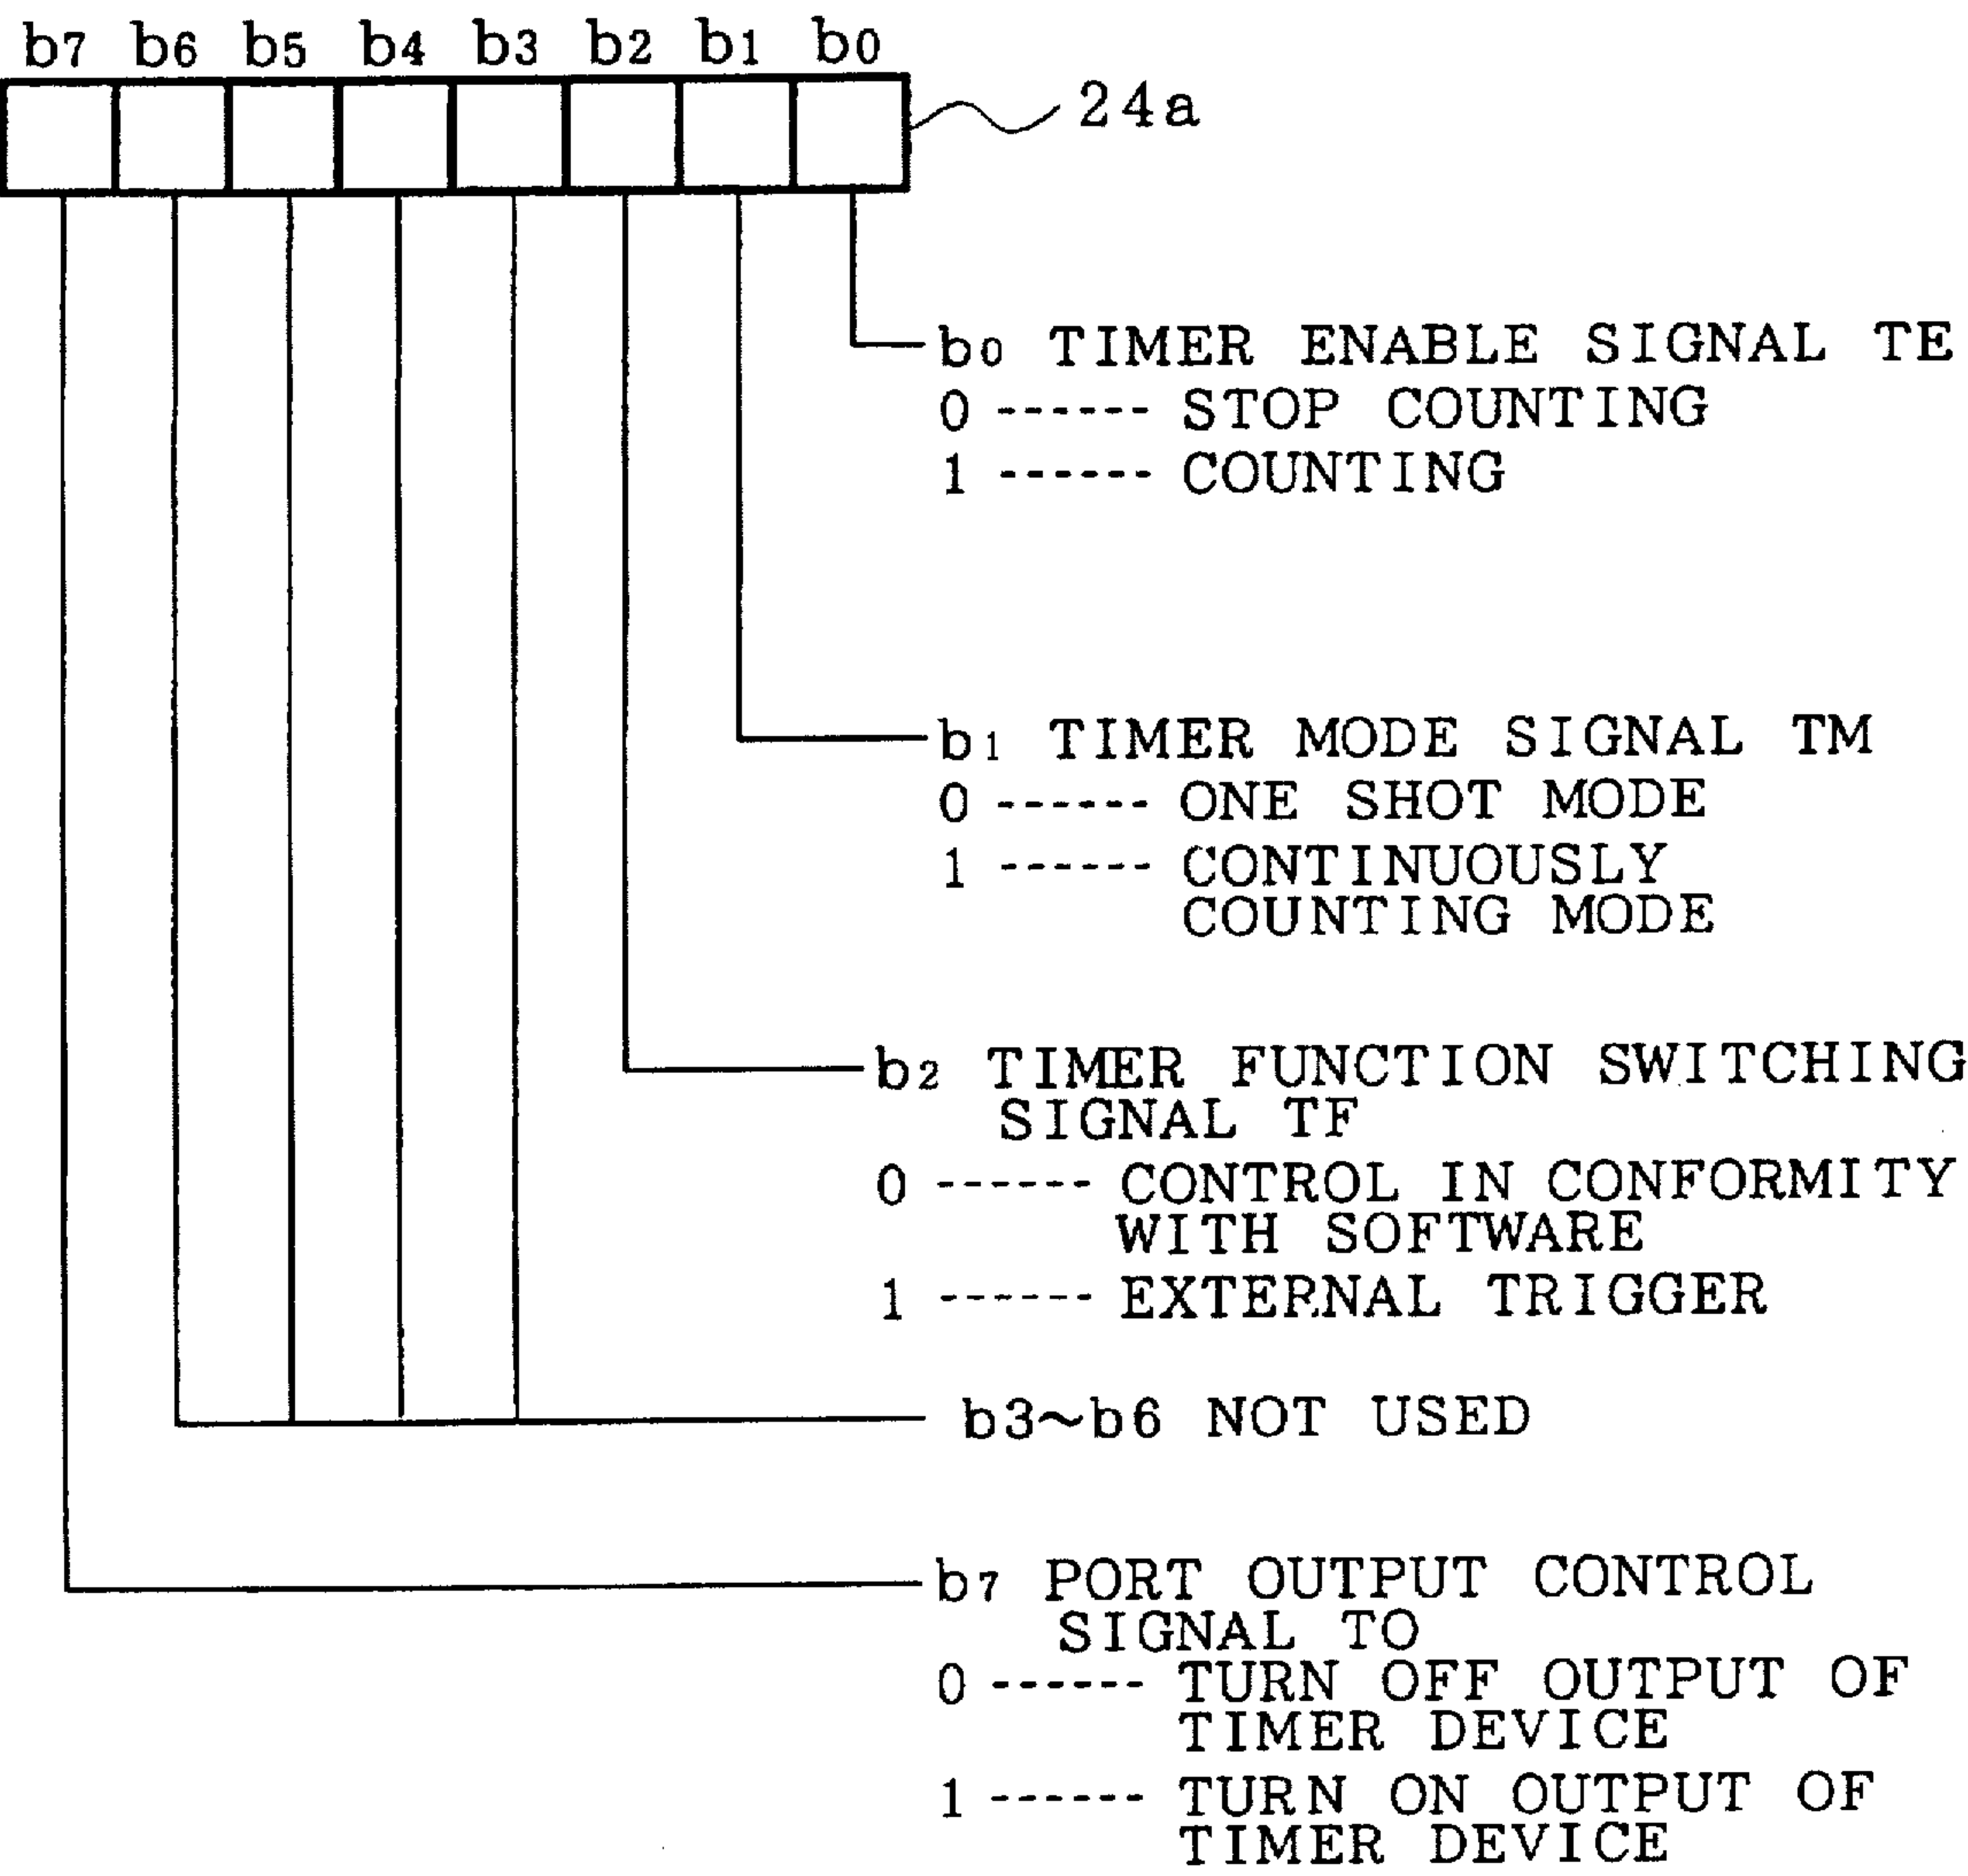 b7 b6 b5 b4 b3 b2 b1 b0
24a
b0 TIMER ENABLE SIGNAL TE
0 ------ STOP COUNTING
1 ------ COUNTING
b1 TIMER MODE SIGNAL TM
0 ------ ONE SHOT MODE
1 ------ CONTINUOUSLY
COUNTING MODE
b2 TIMER FUNCTION SWITCHING
SIGNAL TF
0 ------ CONTROL IN CONFORMITY
WITH SOFTWARE
1 ------ EXTERNAL TRIGGER
b3~b6 NOT USED
b7 PORT OUTPUT CONTROL
SIGNAL TO
0 ------ TURN OFF OUTPUT OF
TIMER DEVICE
1 ------ TURN ON OUTPUT OF
TIMER DEVICE